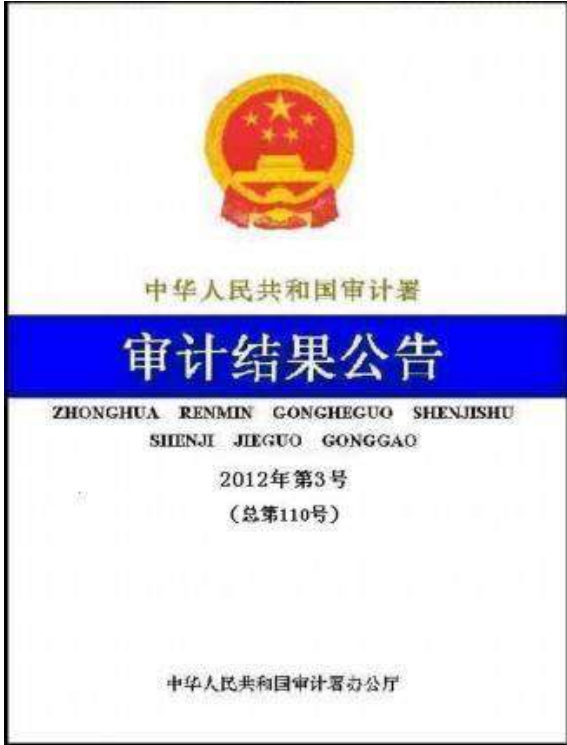 中华人民共和国审计署
审计结果公告
ZHONGHUA RENMIN GONGHEGUO SHENJISHU
SHENJI JIEGUO GONGGAO
2012年第3号
（总第110号）
中华人民共和国审计署办公厅